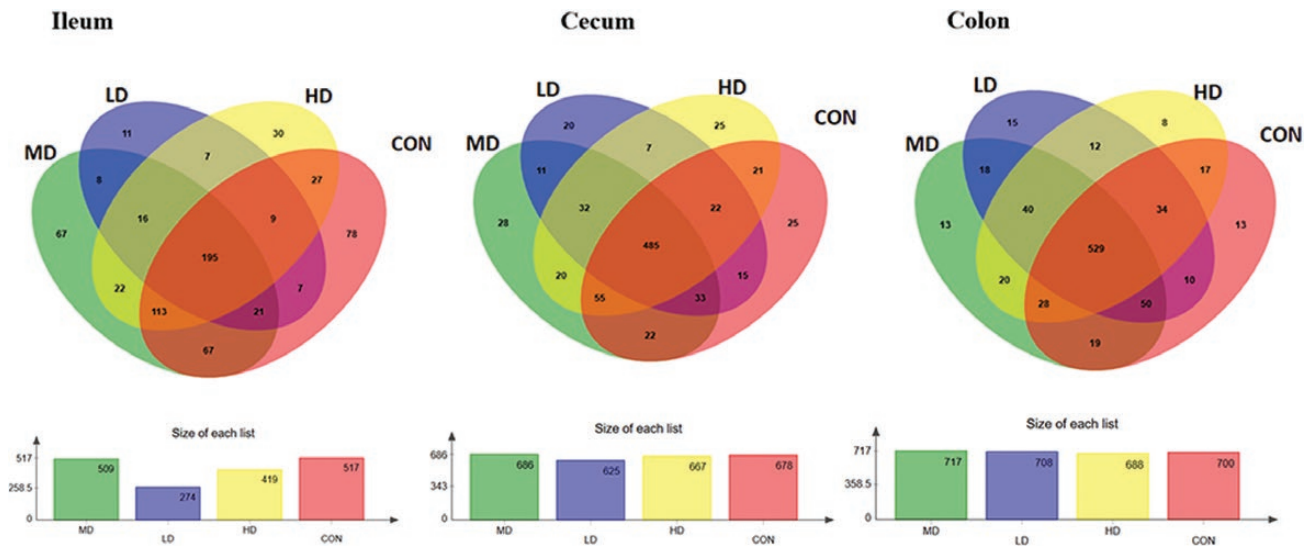 Ileum
Cecum
Colon
LD
HD
MD
CON
11
30
7
8
27
16
9
67
78
195
22
7
113
21
67
LD
HD
MD
CON
20
25
7
11
21
32
22
28
25
485
20
15
55
33
22
LD
HD
MD
CON
15
8
12
18
17
40
34
13
13
529
20
10
28
50
19
Size of each list
517
258.5
0
509
274
419
517
MD
LD
HD
CON
Size of each list
686
343
0
686
625
667
678
MD
LD
HD
CON
Size of each list
717
358.5
0
717
708
688
700
MD
LD
HD
CON